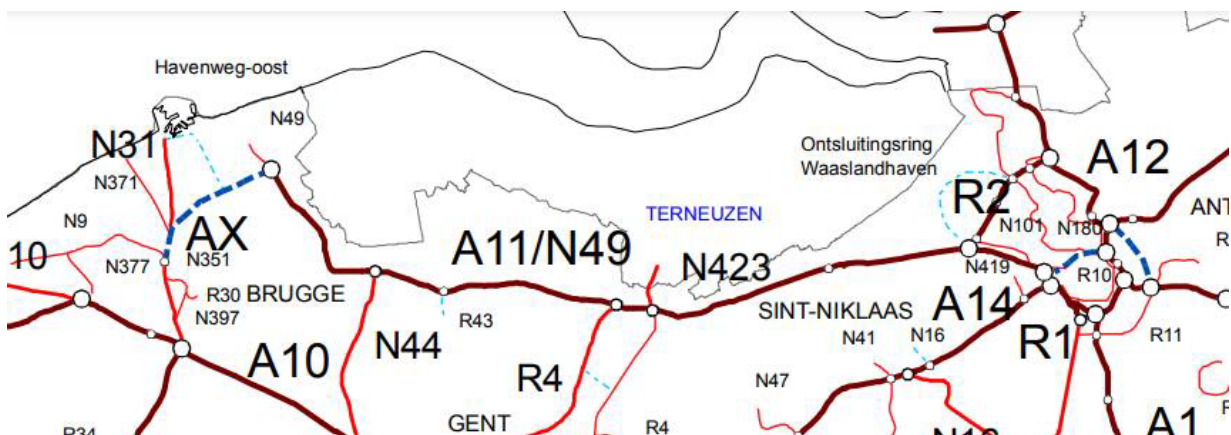 Havenweg-oost
N49
N31
N371
Ontsluitingsring
Waaslandhaven
A12
R2
TERNEUZEN
N9
AX
N101
N180
ANT
10
N377
N351
A11/N49
N423
N419
R10
R
R30
BRUGGE
N397
R43
SINT-NIKLAAS
A14
R1
R11
N44
N41
N16
A10
R4
N47
GENT
R4
A1
R34